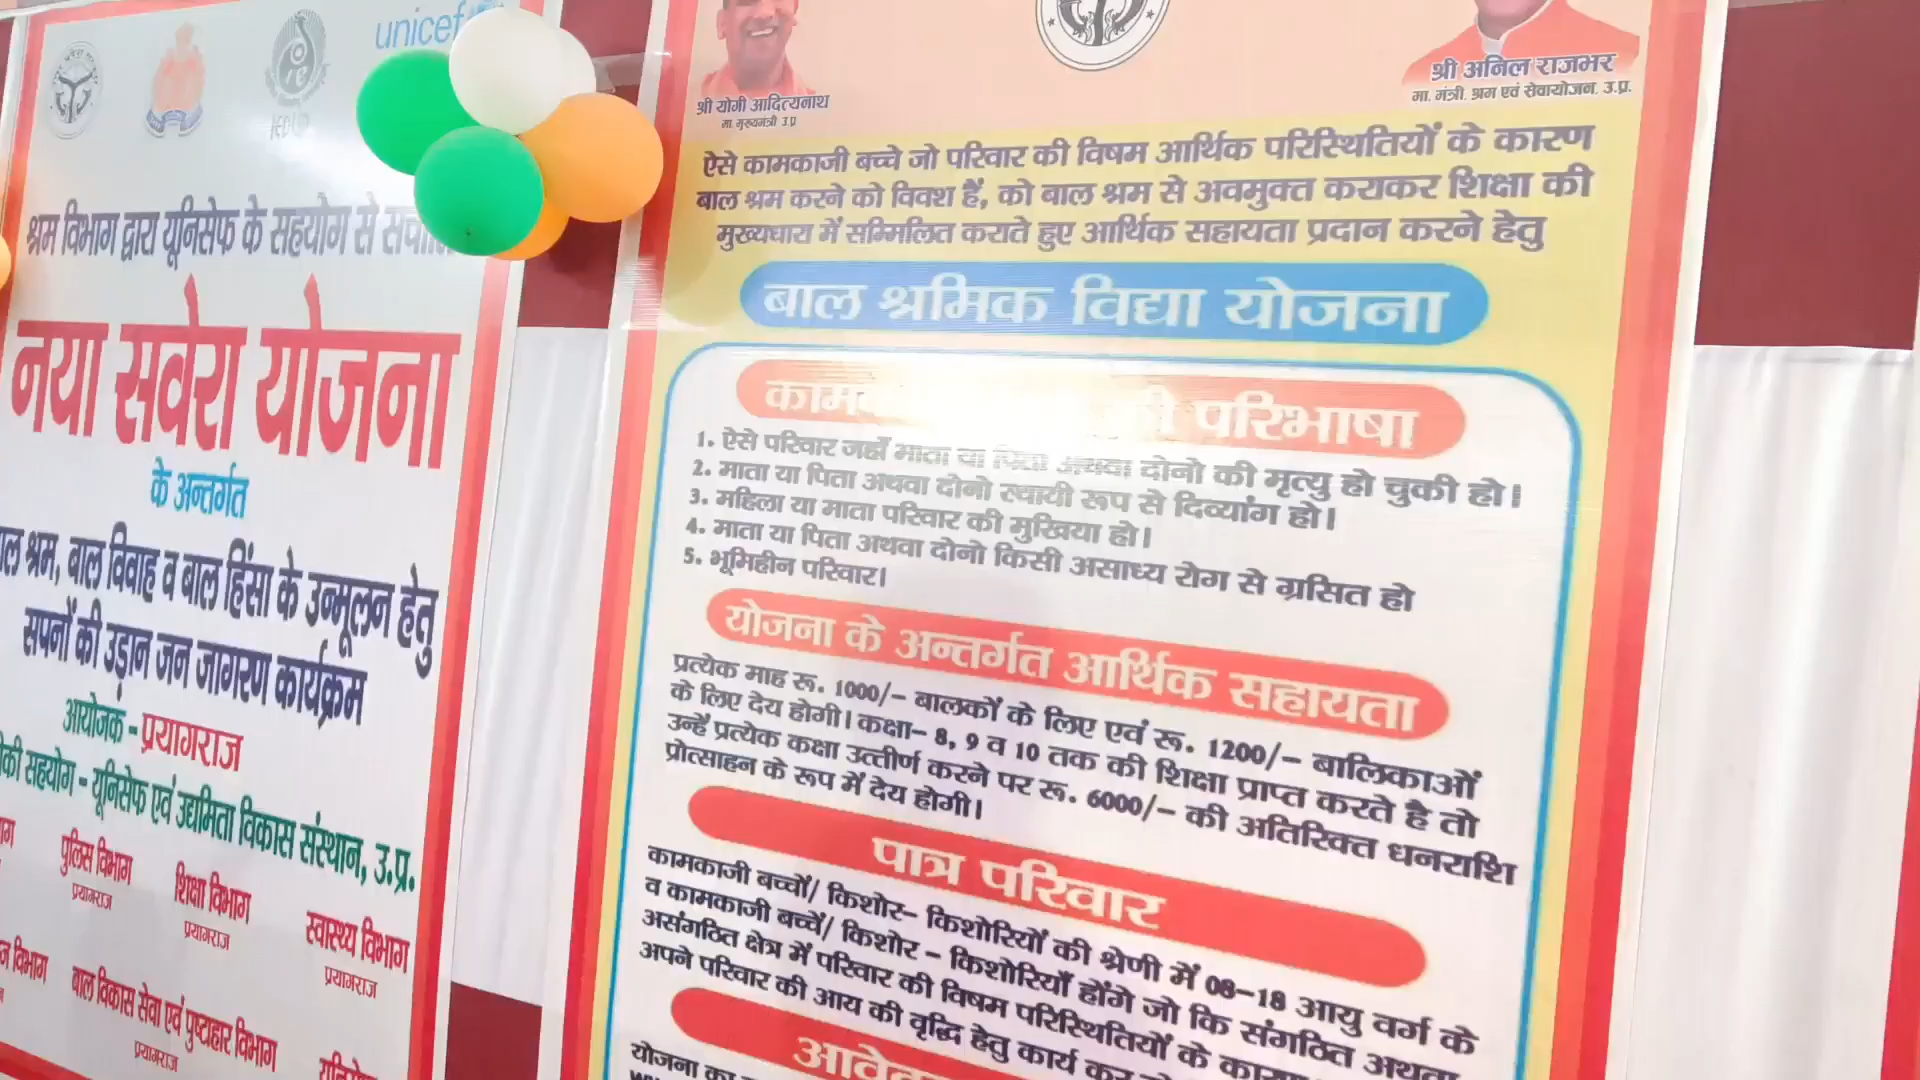 unicef
श्रम विभाग द्वारा यूनिसेफ के सहयोग से
नया सवेरा योजना
के अन्तर्गत
श्रम, बाल विवाह व बाल हिंसा के उन्मूलन हेतु
सपनों की उड़ान जन जागरण कार्यक्रम
आयोजक - प्रयागराज
सहयोग - यूनिसेफ एवं उद्यमिता विकास संस्थान, उ.प्र.
पुलिस विभाग
प्रयागराज
शिक्षा विभाग
प्रयागराज
स्वास्थ्य विभाग
प्रयागराज
विभाग
बाल विकास सेवा एवं पुष्टाहार विभाग
प्रयागराज
श्री योगी आदित्यनाथ
मा. मुख्यमंत्री उ.प्र
श्री अनिल राजभर
मा. मंत्री, श्रम एवं सेवायोजन, उ.प्र.
ऐसे कामकाजी बच्चे जो परिवार की विषम आर्थिक परिस्थितियों के कारण
बाल श्रम करने को विवश हैं, को बाल श्रम से अवमुक्त कराकर शिक्षा की
मुख्यधारा में सम्मिलित कराते हुए आर्थिक सहायता प्रदान करने हेतु
बाल श्रमिक विद्या योजना
की परिभाषा
1. ऐसे परिवार जहाँ माता या पिता अथवा दोनो की मृत्यु हो चुकी हो।
2. माता या पिता अथवा दोनो स्थायी रूप से दिव्यांग हो।
3. महिला या माता परिवार की मुखिया हो।
4. माता या पिता अथवा दोनो किसी असाध्य रोग से ग्रसित हो
5. भूमिहीन परिवार।
योजना के अन्तर्गत आर्थिक सहायता
प्रत्येक माह रू. 1000/- बालकों के लिए एवं रू. 1200/- बालिकाओं
के लिए देय होगी। कक्षा- 8, 9 व 10 तक की शिक्षा प्राप्त करते है तो
उन्हें प्रत्येक कक्षा उत्तीर्ण करने पर रू. 6000/- की अतिरिक्त धनराशि
प्रोत्साहन के रूप में देय होगी।
पात्र परिवार
कामकाजी बच्चों/ किशोर- किशोरियों की श्रेणी में 08-18 आयु वर्ग के
व कामकाजी बच्चें/ किशोर - किशोरियाँ होंगे जो कि संगठित अथवा
असंगठित क्षेत्र में परिवार की विषम परिस्थितियों के कारण
अपने परिवार की आय की वृद्धि हेतु कार्य कर
योजना का